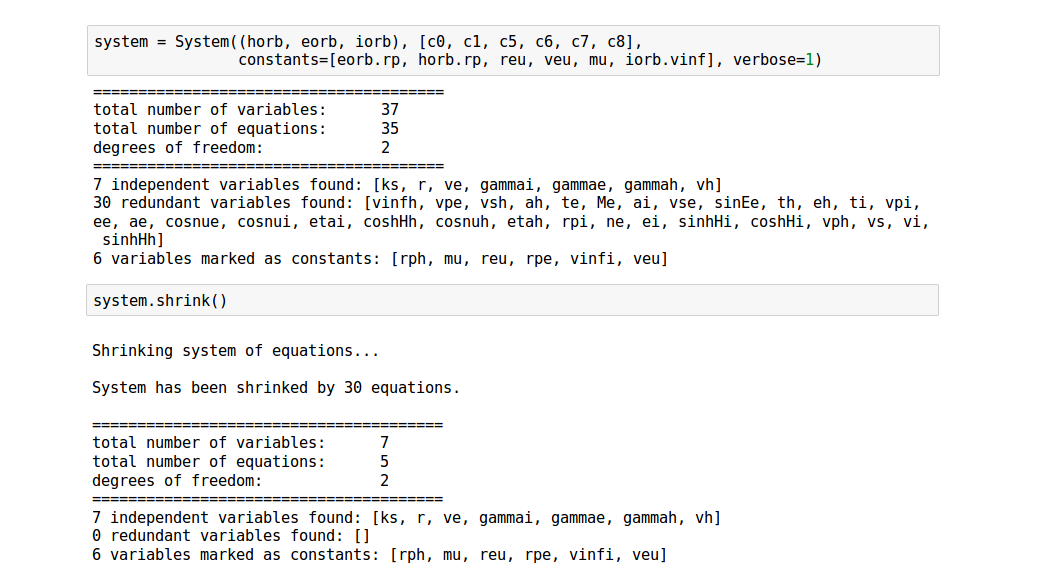 system = System((horb, eorb, iorb), [c0, c1, c5, c6, c7, c8],
                constants=[eorb.rp, horb.rp, reu, veu, mu, iorb.vinf], verbose=1)
=======================================
total number of variables:      37
total number of equations:      35
degrees of freedom:             2
=======================================
7 independent variables found: [ks, r, ve, gammai, gammae, gammah, vh]
30 redundant variables found: [vinfh, vpe, vsh, ah, te, Me, ai, vse, sinEe, th, eh, ti, vpi,
ee, ae, cosnue, cosnui, etai, coshHh, cosnuh, etah, rpi, ne, ei, sinhHi, coshHi, vph, vs, vi,
 sinhHh]
6 variables marked as constants: [rph, mu, reu, rpe, vinfi, veu]
system.shrink()
Shrinking system of equations...
System has been shrinked by 30 equations.
=======================================
total number of variables:      7
total number of equations:      5
degrees of freedom:             2
=======================================
7 independent variables found: [ks, r, ve, gammai, gammae, gammah, vh]
0 redundant variables found: []
6 variables marked as constants: [rph, mu, reu, rpe, vinfi, veu]